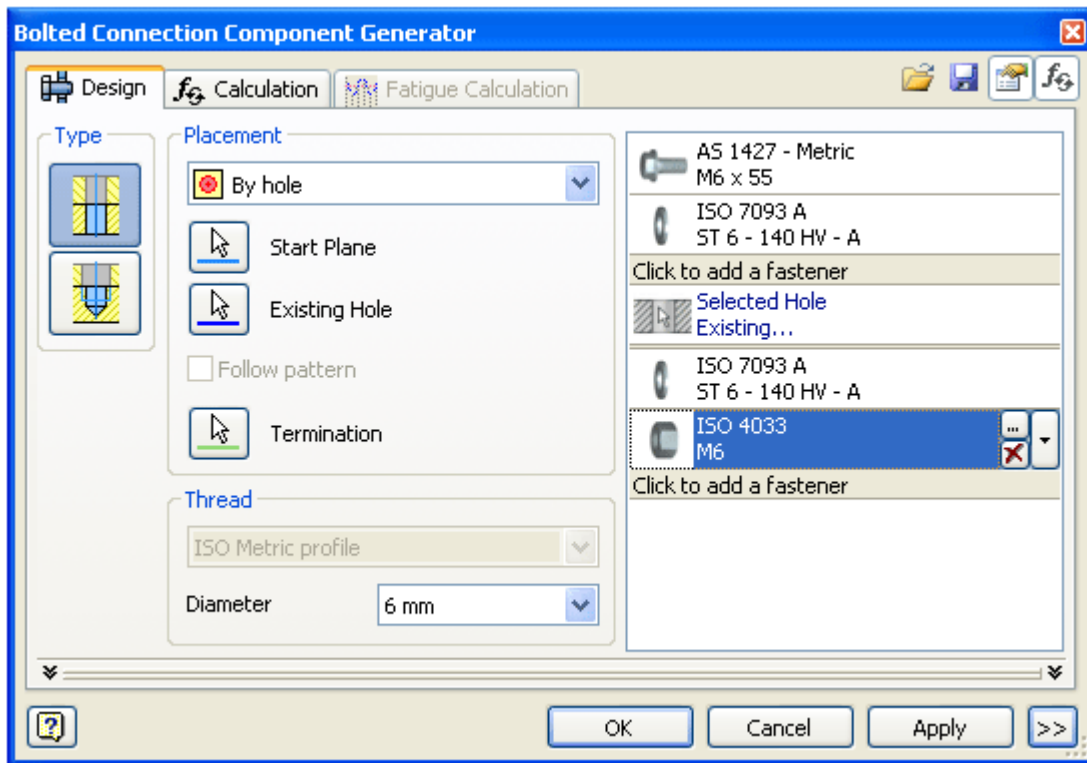 Bolted Connection Component Generator
Design
Calculation
Fatigue Calculation
Type
Placement
By hole
Start Plane
Existing Hole
Follow pattern
Termination
Thread
ISO Metric profile
Diameter
6 mm
AS 1427 - Metric
M6 x 55
ISO 7093 A
ST 6 - 140 HV - A
Click to add a fastener
Selected Hole
Existing...
ISO 7093 A
ST 6 - 140 HV - A
ISO 4033
M6
...
Click to add a fastener
OK
Cancel
Apply
>>